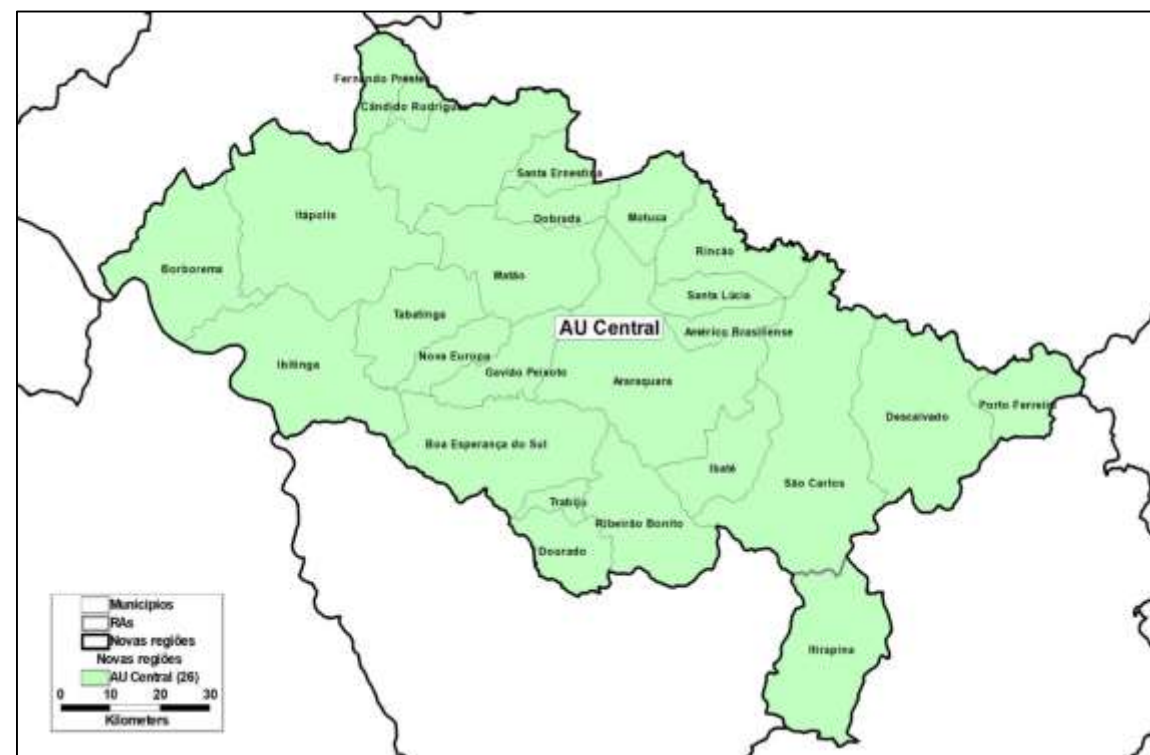 Fernando Prestes
Cândido Rodrigues
Santa Ernestina
Dobrada
Motuca
Itápolis
Rincão
Borborema
Matão
Santa Lúcia
Tabatinga
AU Central
Américo Brasiliense
Nova Europa
Ibitinga
Gavião Peixoto
Araraquara
Porto Ferreira
Descalvado
Boa Esperança do Sul
Ibaté
São Carlos
Trabiju
Ribeirão Bonito
Dourado
Itirapina
Municípios
RAs
Novas regiões
Novas regiões
AU Central (26)
0 10 20 30
Kilometers